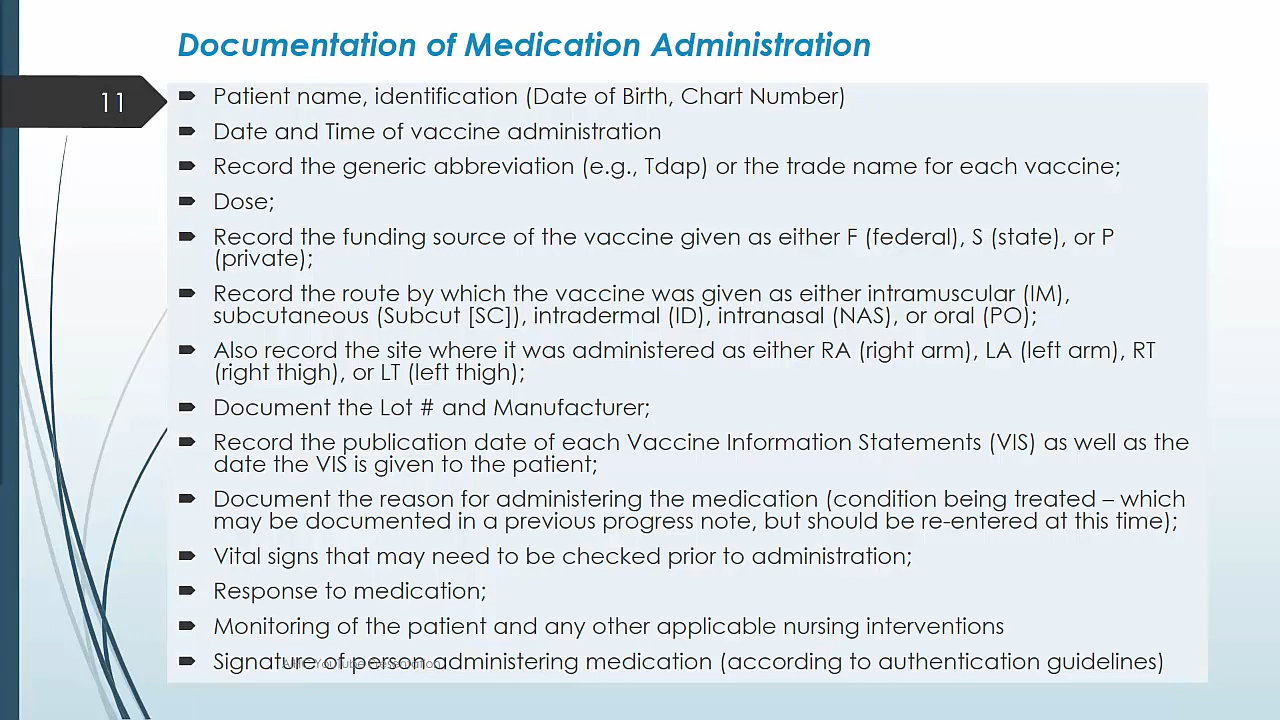 Documentation of Medication Administration
11
Patient name, identification (Date of Birth, Chart Number)
Date and Time of vaccine administration
Record the generic abbreviation (e.g., Tdap) or the trade name for each vaccine;
Dose;
Record the funding source of the vaccine given as either F (federal), S (state), or P
(private);
Record the route by which the vaccine was given as either intramuscular (IM),
subcutaneous (Subcut [SC]), intradermal (ID), intranasal (NAS), or oral (PO);
Also record the site where it was administered as either RA (right arm), LA (left arm), RT
(right thigh), or LT (left thigh);
Document the Lot # and Manufacturer;
Record the publication date of each Vaccine Information Statements (VIS) as well as the
date the VIS is given to the patient;
Document the reason for administering the medication (condition being treated – which
may be documented in a previous progress note, but should be re-entered at this time);
Vital signs that may need to be checked prior to administration;
Response to medication;
Monitoring of the patient and any other applicable nursing interventions
Signature of person administering medication (according to authentication guidelines)
YouTube Presentation